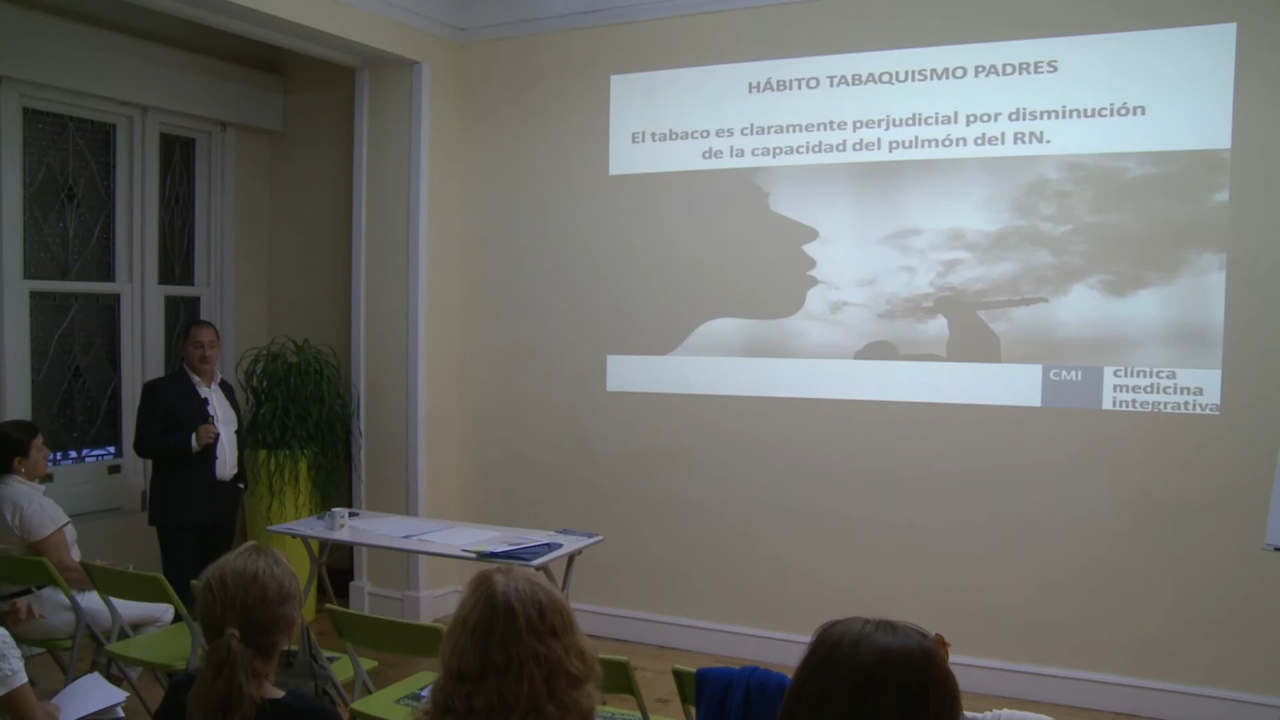 HÁBITO TABAQUISMO PADRES
El tabaco es claramente perjudicial por disminución
de la capacidad del pulmón del RN.
CMI
clínica
medicina
integrativa